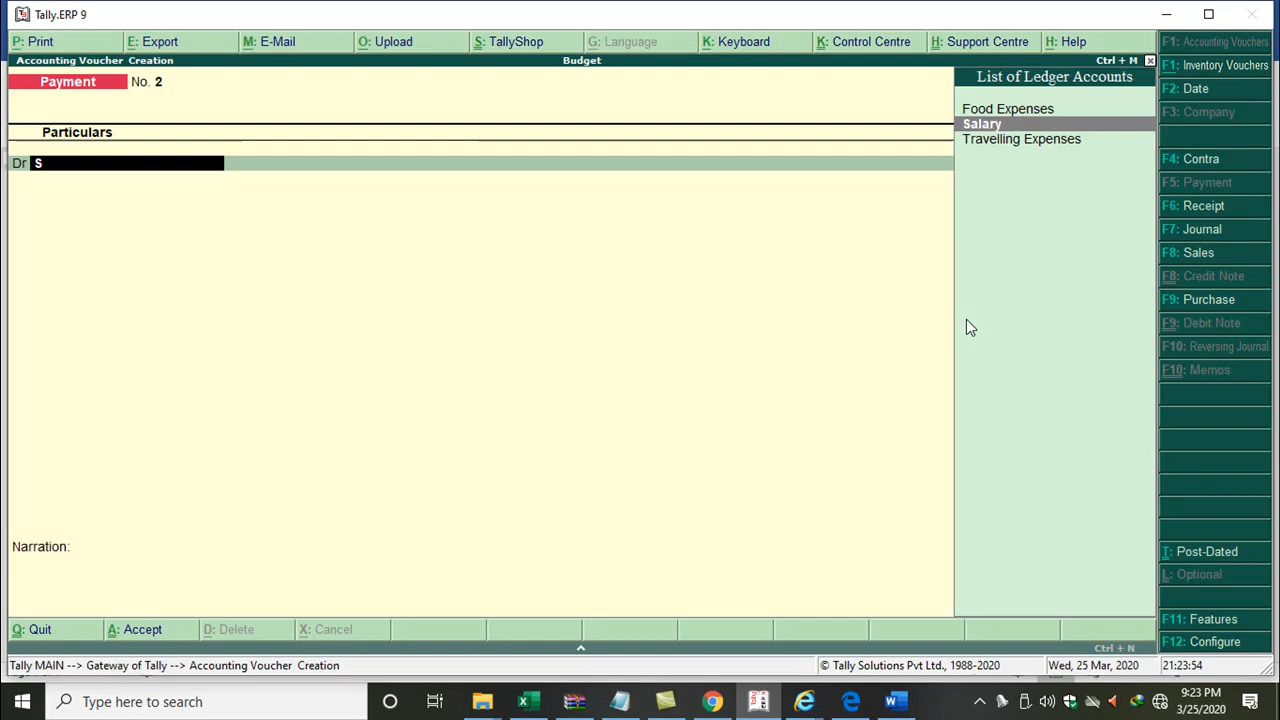 Tally.ERP 9
P: Print
E: Export
M: E-Mail
O: Upload
S: TallyShop
G: Language
K: Keyboard
K: Control Centre
H: Support Centre
H: Help
F1: Accounting Vouchers
Accounting Voucher Creation
Budget
Ctrl + M
F1: Inventory Vouchers
Payment No. 2
List of Ledger Accounts
F2: Date
Food Expenses
F3: Company
Salary
Particulars
Travelling Expenses
Dr S
F4: Contra
F5: Payment
F6: Receipt
F7: Journal
F8: Sales
F8: Credit Note
F9: Purchase
F9: Debit Note
F10: Reversing Journal
F10: Memos
Narration:
T: Post-Dated
L: Optional
F11: Features
Q: Quit
A: Accept
D: Delete
X: Cancel
F12: Configure
Ctrl + N
Tally MAIN --> Gateway of Tally --> Accounting Voucher Creation
© Tally Solutions Pvt Ltd., 1988-2020
Wed, 25 Mar, 2020
21:23:54
Type here to search
9:23 PM
3/25/2020